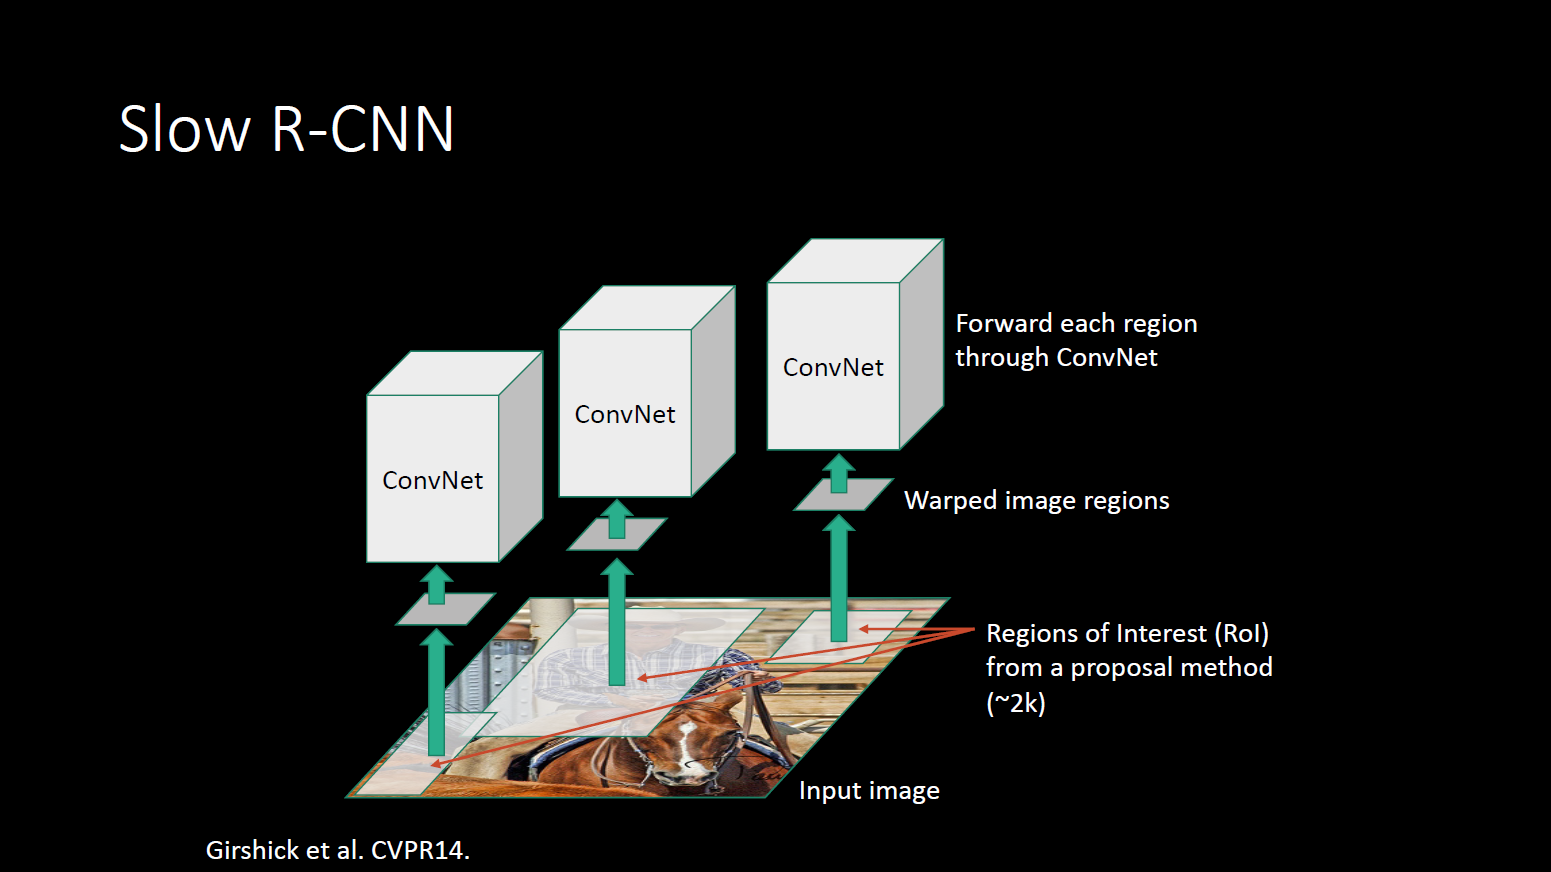 Slow R-CNN
ConvNet
ConvNet
ConvNet
Forward each region
through ConvNet
Warped image regions
Regions of Interest (RoI)
from a proposal method
(~2k)
Input image
Girshick et al. CVPR14.